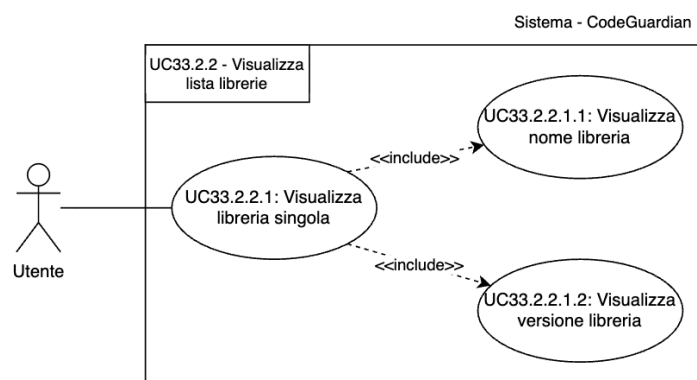 Sistema - CodeGuardian
UC33.2.2 - Visualizza
lista librerie
UC33.2.2.1.1: Visualizza
nome libreria
<<include>>
UC33.2.2.1: Visualizza
libreria singola
Utente
<<include>>
UC33.2.2.1.2: Visualizza
versione libreria